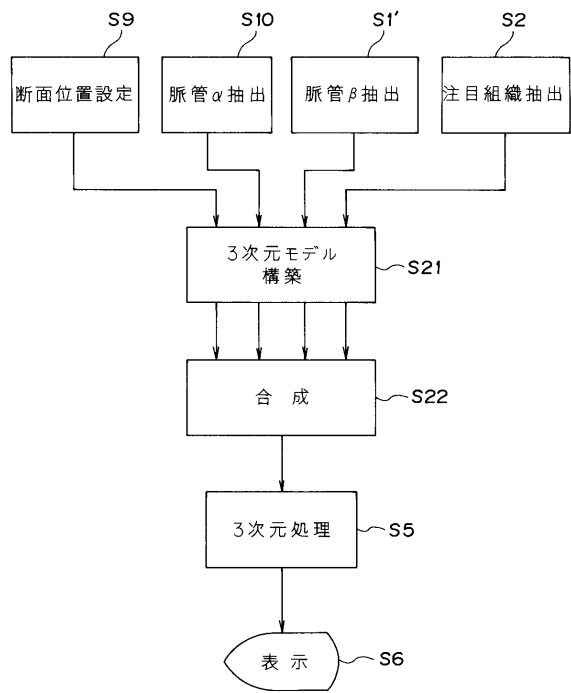 S9
S10
S1′
S2
断面位置設定
脈管α抽出
脈管β抽出
注目組織抽出
3次元モデル
構築
S21
合 成
S22
3次元処理
S5
表 示
S6